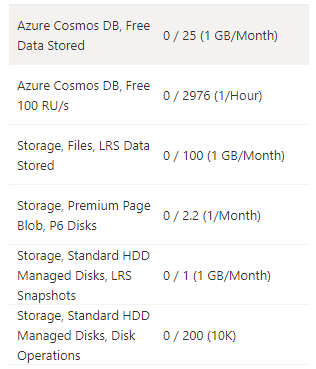 Azure Cosmos DB, Free
Data Stored
0 / 25 (1 GB/Month)
Azure Cosmos DB, Free
100 RU/s
0 / 2976 (1/Hour)
Storage, Files, LRS Data
Stored
0 / 100 (1 GB/Month)
Storage, Premium Page
Blob, P6 Disks
0 / 2.2 (1/Month)
Storage, Standard HDD
Managed Disks, LRS
Snapshots
0 / 1 (1 GB/Month)
Storage, Standard HDD
Managed Disks, Disk
Operations
0 / 200 (10K)